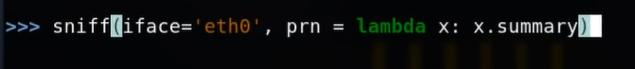 >>> sniff(iface='eth0', prn = lambda x: x.summary)